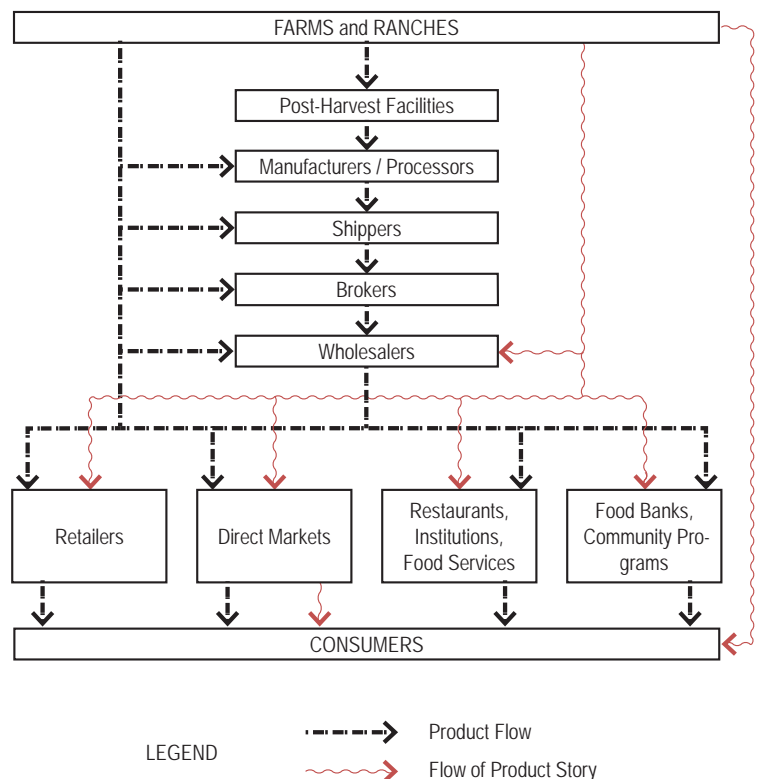 FARMS and RANCHES
Post-Harvest Facilities
Manufacturers / Processors
Shippers
Brokers
Wholesalers
Retailers
Direct Markets
Restaurants,
Institutions,
Food Services
Food Banks,
Community Pro-
grams
CONSUMERS
LEGEND
Product Flow
Flow of Product Story